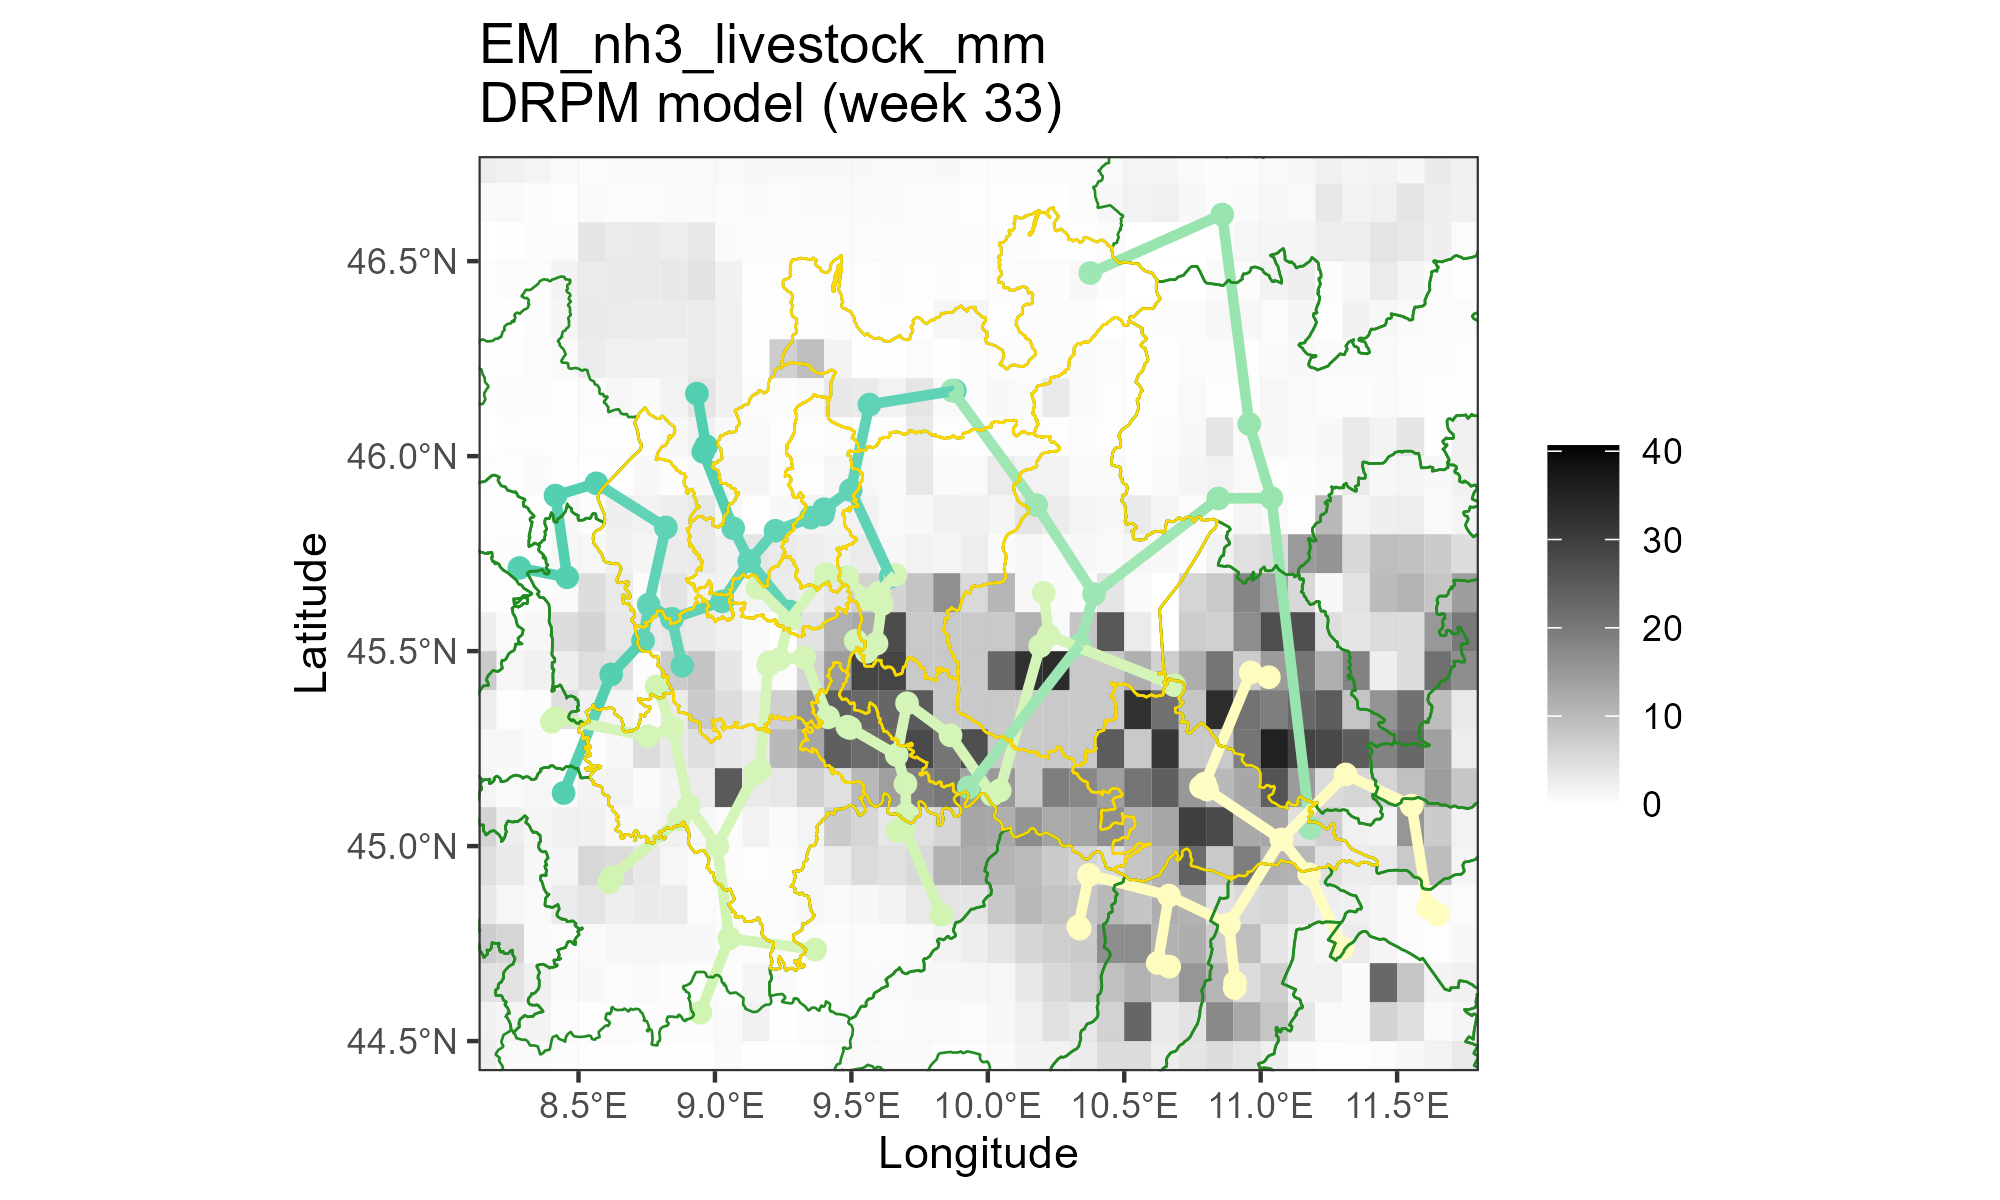 EM_nh3_livestock_mm
DRPM model (week 33)
46.5°N
46.0°N
45.5°N
45.0°N
44.5°N
Latitude
8.5°E 9.0°E 9.5°E 10.0°E 10.5°E 11.0°E 11.5°E
Longitude
40
30
20
10
0